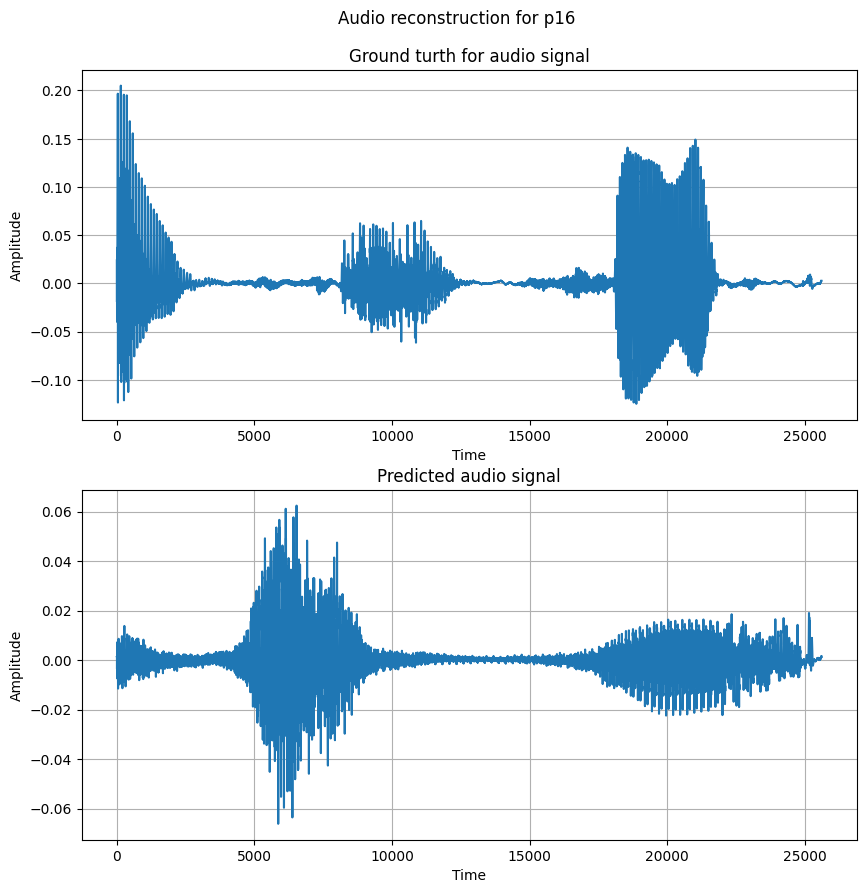 Audio reconstruction for p16
Ground turth for audio signal
Amplitude
0.20
0.15
0.10
0.05
0.00
−0.05
−0.10
0 5000 10000 15000 20000 25000
Time
Predicted audio signal
Amplitude
0.06
0.04
0.02
0.00
−0.02
−0.04
−0.06
0 5000 10000 15000 20000 25000
Time